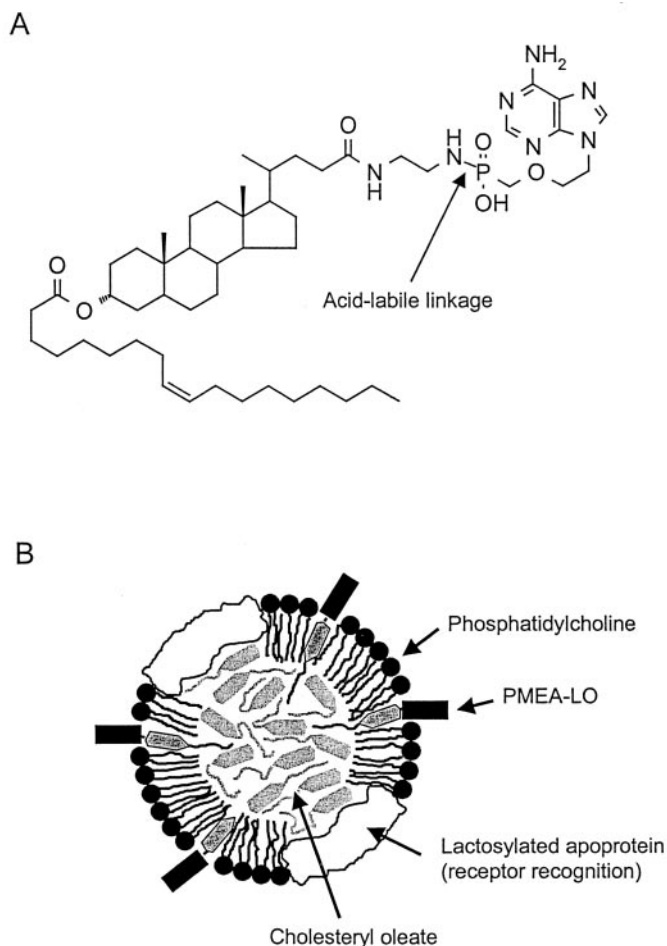 A
NH₂
N
N
N
N
O
N
H
H
N
O
P
OH
O
Acid-labile linkage
O
O
B
Phosphatidylcholine
PMEA-LO
Lactosylated apoprotein
(receptor recognition)
Cholesteryl oleate